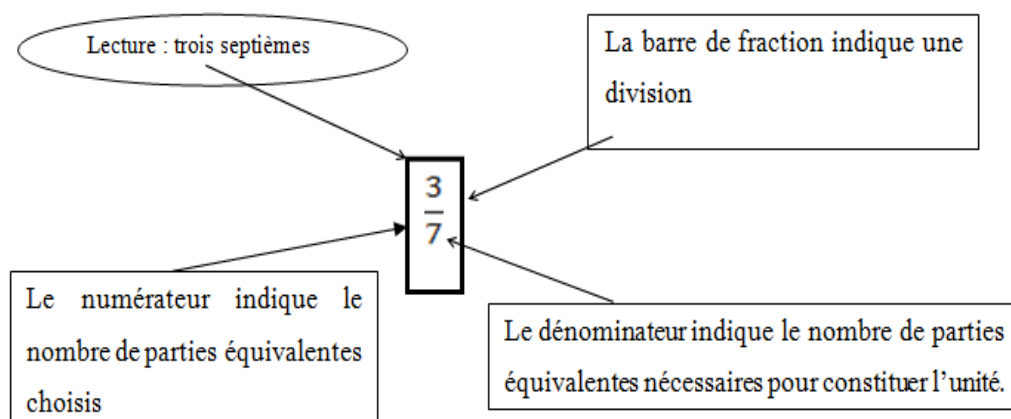 Lecture : trois septièmes
La barre de fraction indique une
division
3
7
Le numérateur indique le
nombre de parties équivalentes
choisis
Le dénominateur indique le nombre de parties
équivalentes nécessaires pour constituer l’unité.